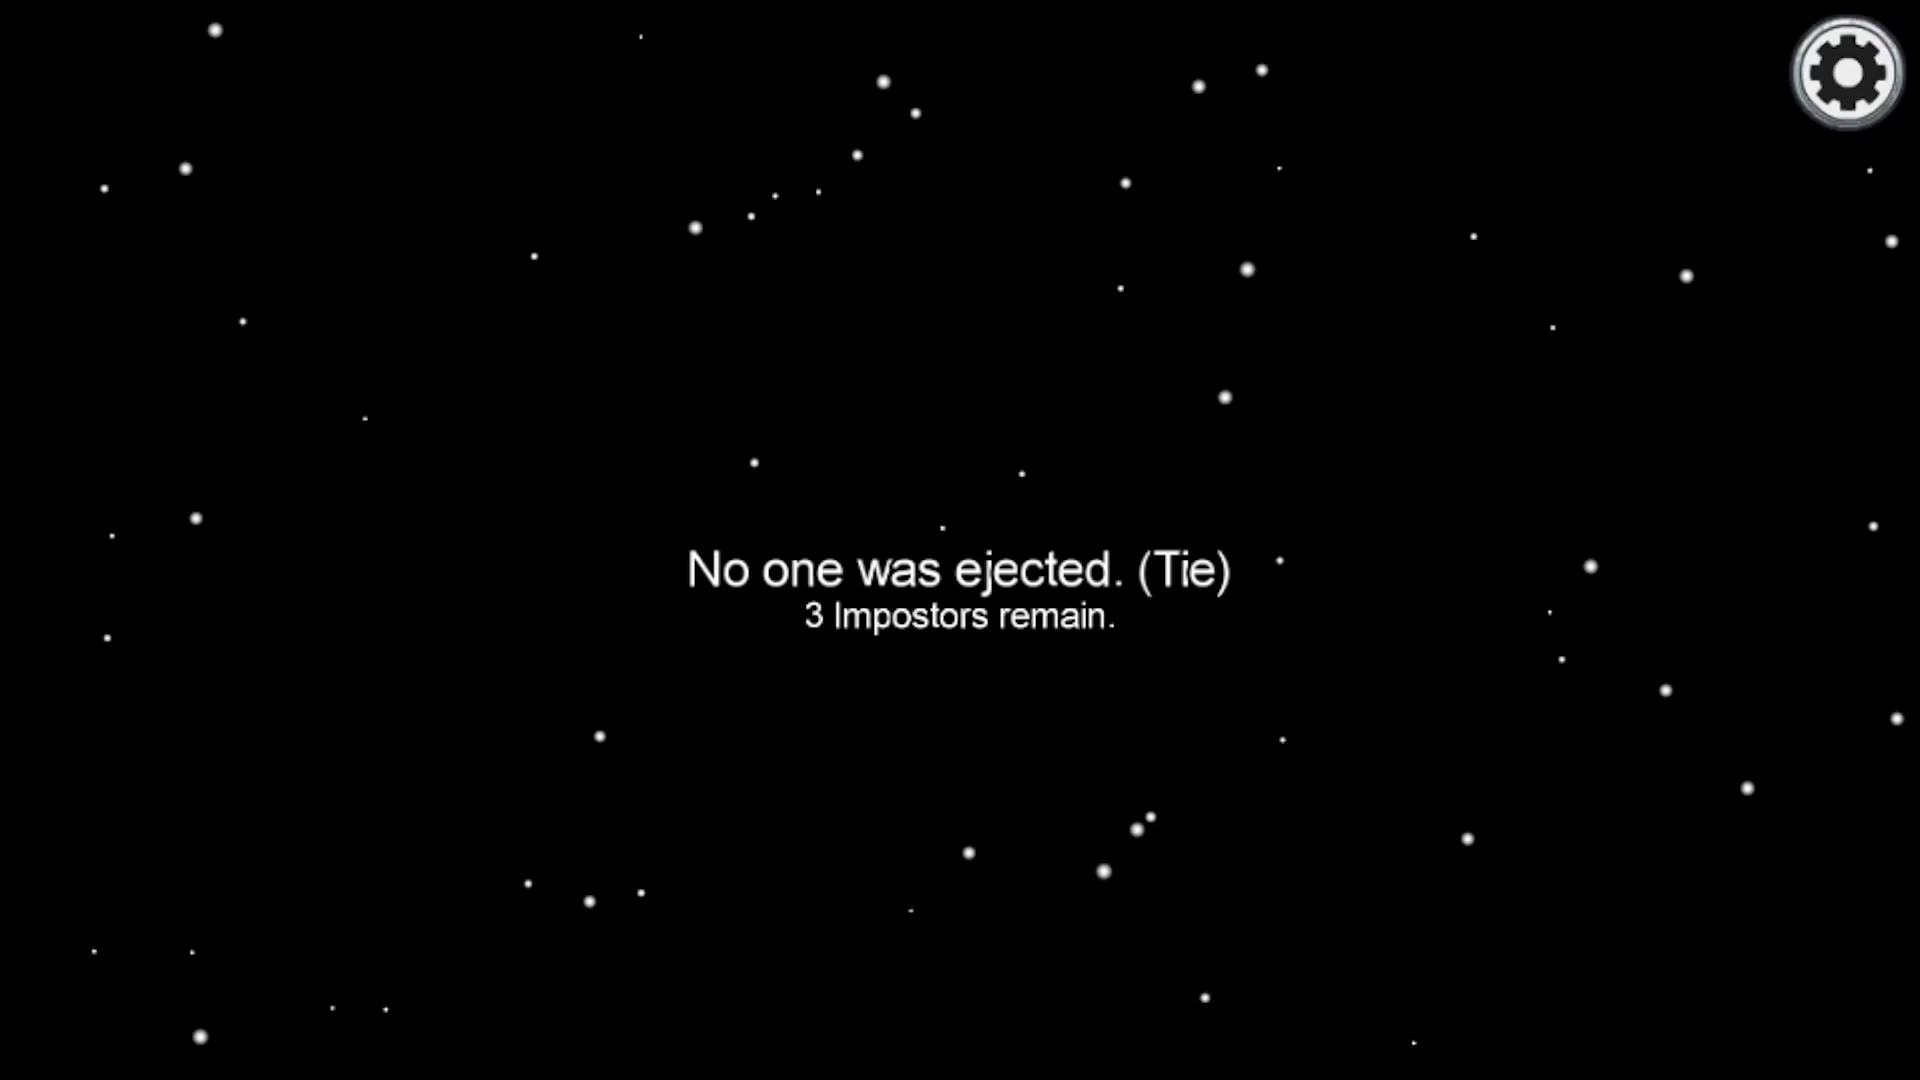 No one was ejected. (Tie)
3 Impostors remain.